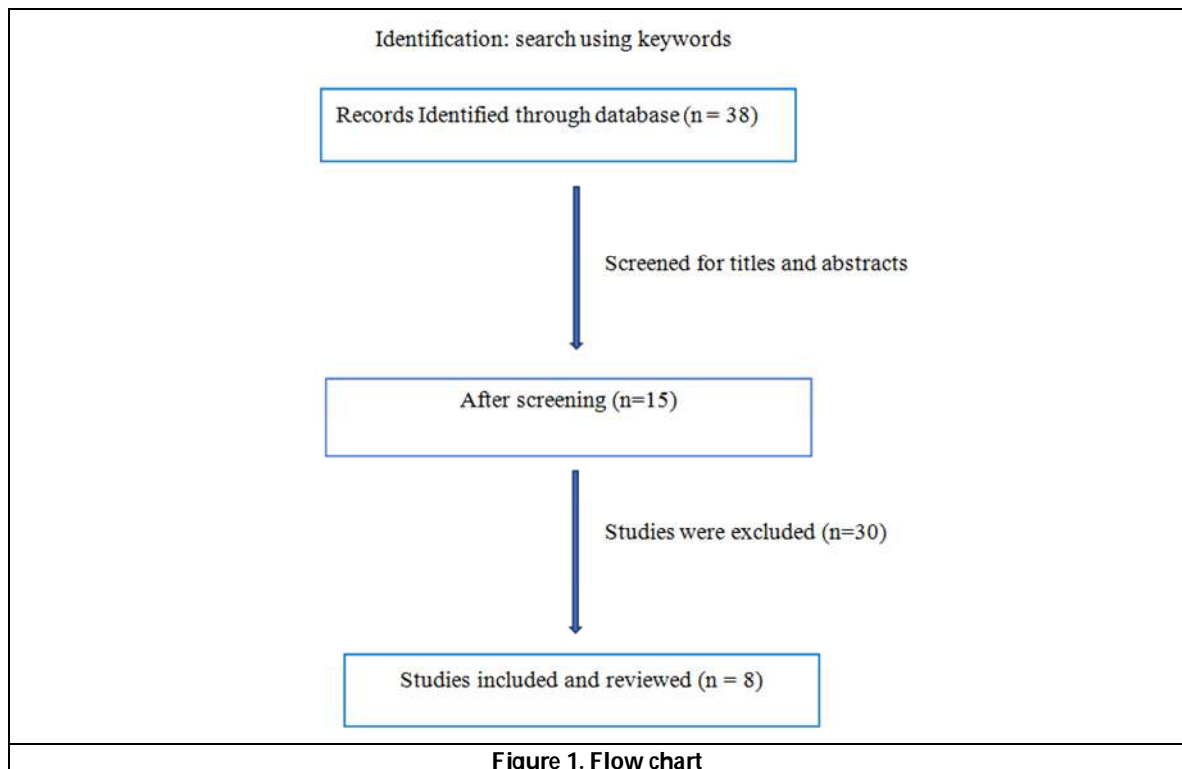 Identification: search using keywords
Records Identified through database (n = 38)
Screened for titles and abstracts
After screening (n=15)
Studies were excluded (n=30)
Studies included and reviewed (n = 8)
Figure 1. Flow chart